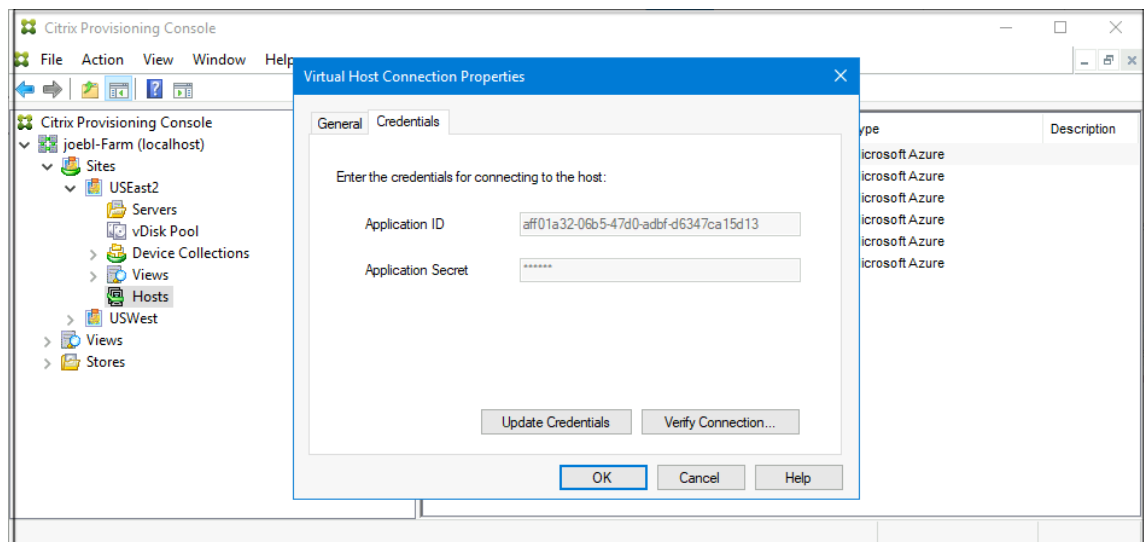 Citrix Provisioning Console
File Action View Window Help
Virtual Host Connection Properties
Citrix Provisioning Console
joebl-Farm (localhost)
Sites
USEast2
Servers
vDisk Pool
Device Collections
Views
Hosts
USWest
Views
Stores
General Credentials
Enter the credentials for connecting to the host:
Application ID aff01a32-06b5-47d0-adbf-d6347ca15d13
Application Secret ******
Update Credentials Verify Connection...
OK Cancel Help
ype Description
icrosoft Azure
icrosoft Azure
icrosoft Azure
icrosoft Azure
icrosoft Azure
icrosoft Azure